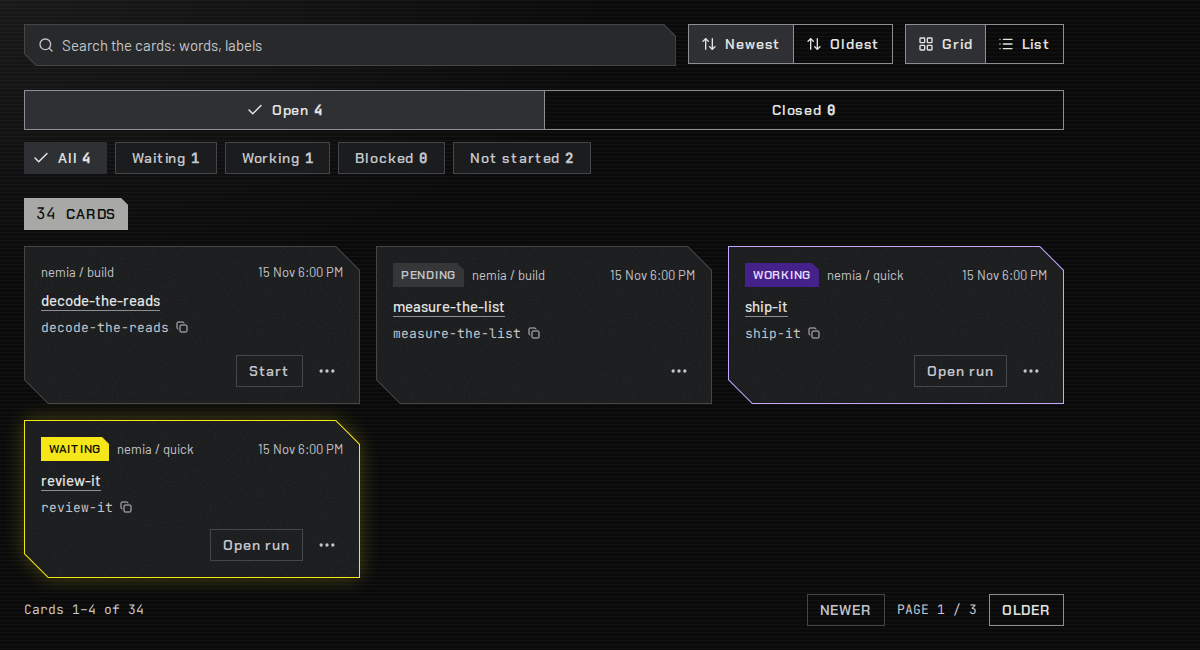 Search the cards: words, labels
Newest Oldest Grid List
Open 4 Closed 0
All 4 Waiting 1 Working 1 Blocked 0 Not started 2
34 CARDS
nemia / build 15 Nov 6:00 PM
decode-the-reads
decode-the-reads
Start
PENDING nemia / build 15 Nov 6:00 PM
measure-the-list
measure-the-list
WORKING nemia / quick 15 Nov 6:00 PM
ship-it
ship-it
Open run
WAITING nemia / quick 15 Nov 6:00 PM
review-it
review-it
Open run
Cards 1–4 of 34 NEWER PAGE 1 / 3 OLDER